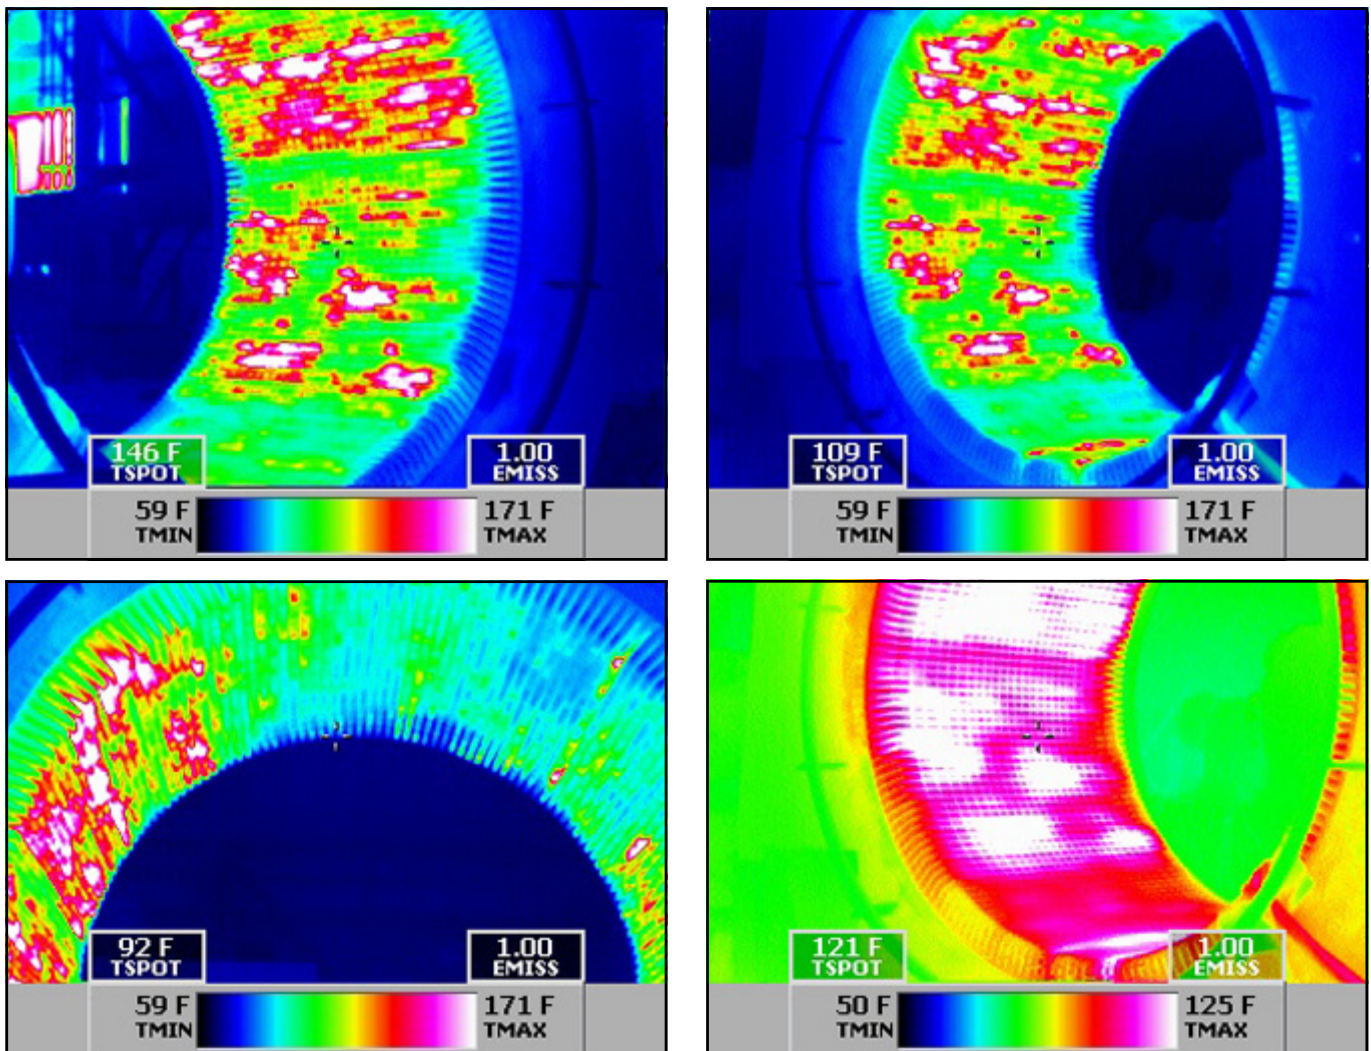 146 F
TSPOT
1.00
EMISS
59 F
TMIN
171 F
TMAX
109 F
TSPOT
1.00
EMISS
59 F
TMIN
171 F
TMAX
92 F
TSPOT
1.00
EMISS
59 F
TMIN
171 F
TMAX
121 F
TSPOT
1.00
EMISS
50 F
TMIN
125 F
TMAX